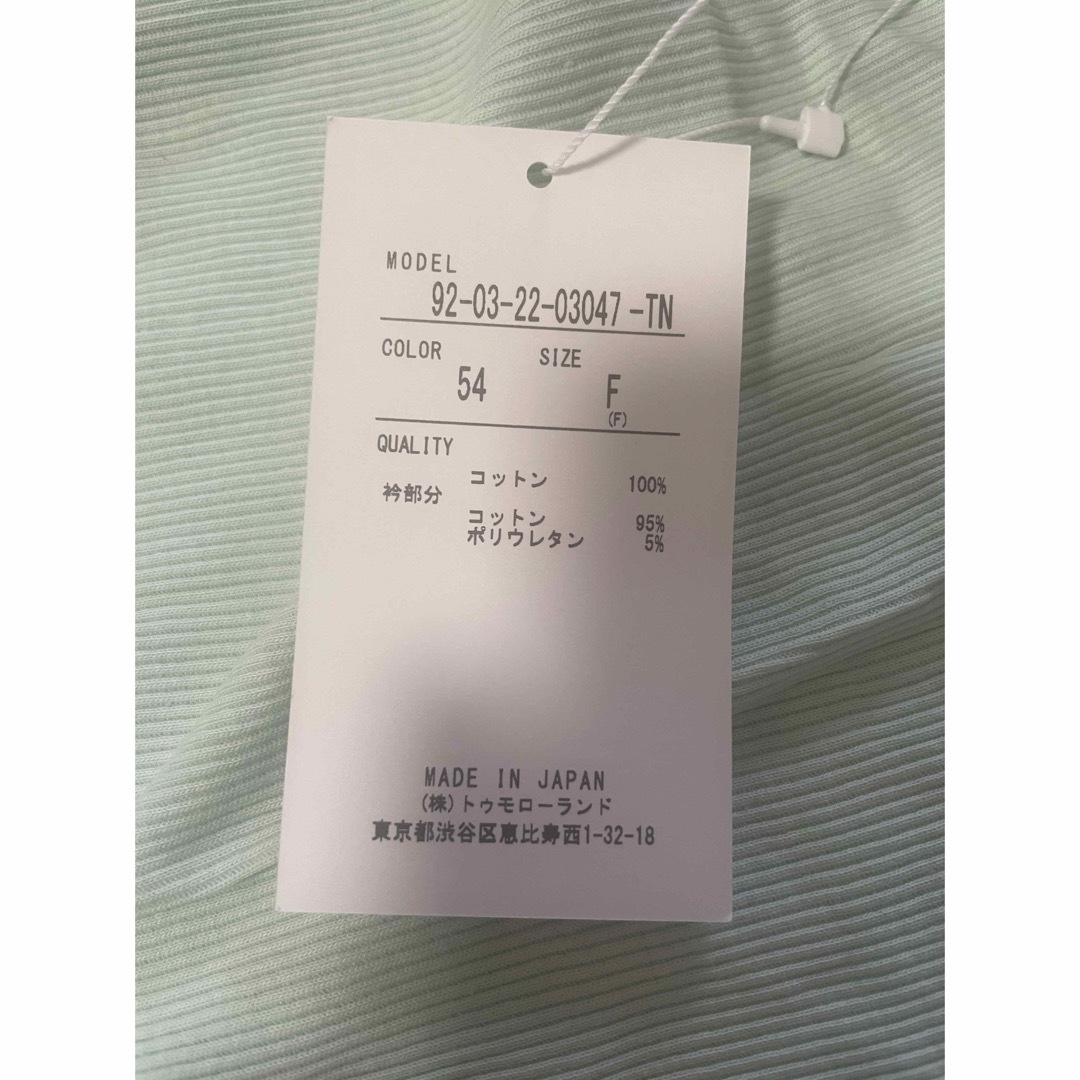 MODEL
92-03-22-03047-TN
COLOR SIZE
54 F
(F)
QUALITY
コットン 100%
衿部分
コットン 95%
ポリウレタン 5%
MADE IN JAPAN
(株)トゥモローランド
東京都渋谷区恵比寿西1-32-18